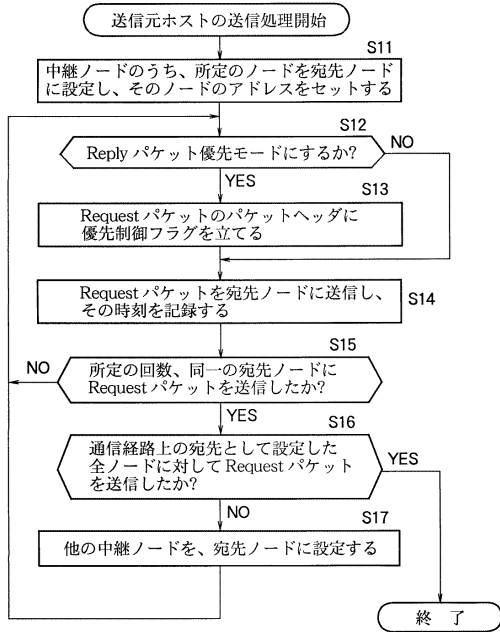 送信元ホストの送信処理開始
S11
中継ノードのうち、所定のノードを宛先ノード
に設定し、そのノードのアドレスをセットする
S12
Reply パケット優先モードにするか?
NO
YES
S13
Request パケットのパケットヘッダに
優先制御フラグを立てる
Request パケットを宛先ノードに送信し、
その時刻を記録する
S14
S15
NO
所定の回数、同一の宛先ノードに
Request パケットを送信したか?
YES
S16
通信経路上の宛先として設定した
全ノードに対して Request パケット
を送信したか?
YES
NO
S17
他の中継ノードを、宛先ノードに設定する
終 了